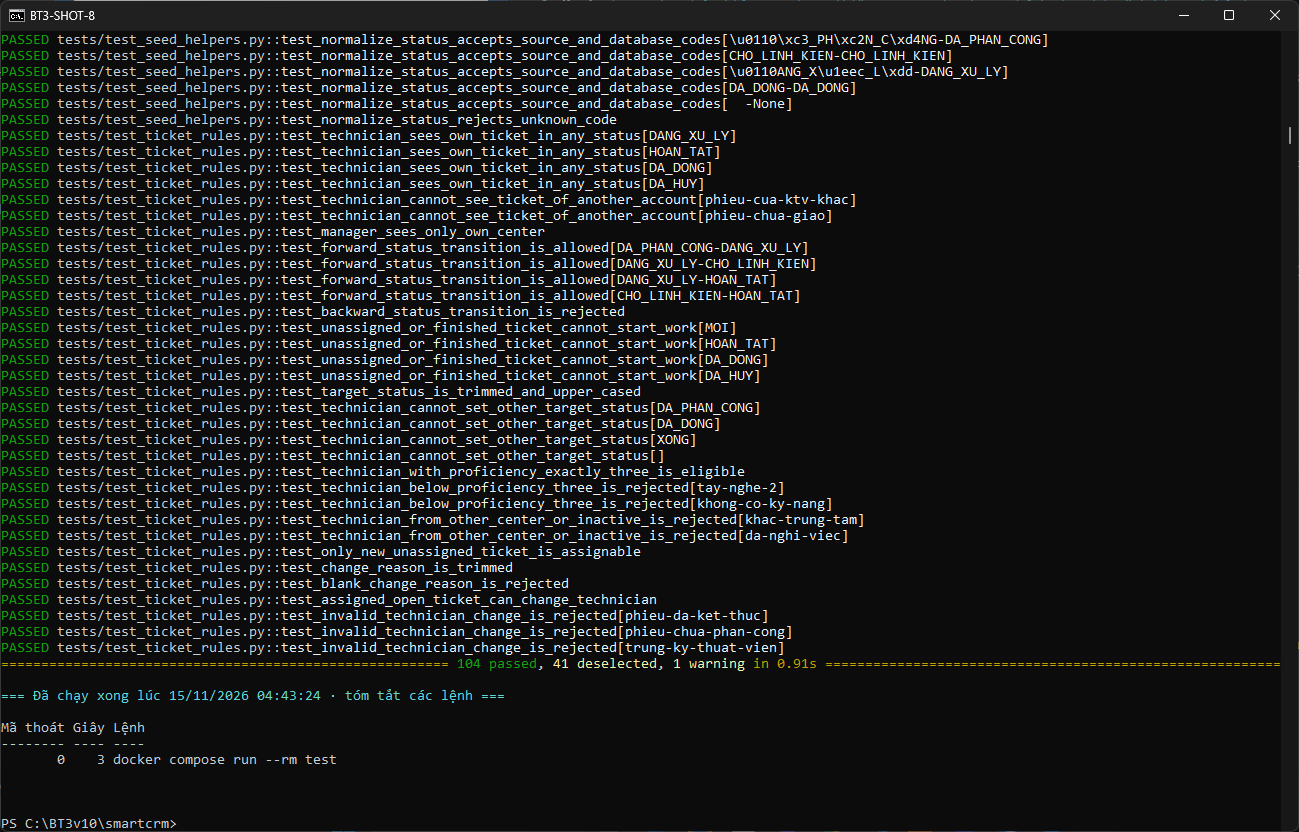 BT3-SHOT-8
PASSED tests/test_seed_helpers.py::test_normalize_status_accepts_source_and_database_codes[\u0110\xc3_PH\xc2N_C\xd4NG-DA_PHAN_CONG]
PASSED tests/test_seed_helpers.py::test_normalize_status_accepts_source_and_database_codes[CHO_LINH_KIEN-CHO_LINH_KIEN]
PASSED tests/test_seed_helpers.py::test_normalize_status_accepts_source_and_database_codes[\u0110ANG_X\u1eec_L\xdd-DANG_XU_LY]
PASSED tests/test_seed_helpers.py::test_normalize_status_accepts_source_and_database_codes[DA_DONG-DA_DONG]
PASSED tests/test_seed_helpers.py::test_normalize_status_accepts_source_and_database_codes[  -None]
PASSED tests/test_seed_helpers.py::test_normalize_status_rejects_unknown_code
PASSED tests/test_ticket_rules.py::test_technician_sees_own_ticket_in_any_status[DANG_XU_LY]
PASSED tests/test_ticket_rules.py::test_technician_sees_own_ticket_in_any_status[HOAN_TAT]
PASSED tests/test_ticket_rules.py::test_technician_sees_own_ticket_in_any_status[DA_DONG]
PASSED tests/test_ticket_rules.py::test_technician_sees_own_ticket_in_any_status[DA_HUY]
PASSED tests/test_ticket_rules.py::test_technician_cannot_see_ticket_of_another_account[phieu-cua-ktv-khac]
PASSED tests/test_ticket_rules.py::test_technician_cannot_see_ticket_of_another_account[phieu-chua-giao]
PASSED tests/test_ticket_rules.py::test_manager_sees_only_own_center
PASSED tests/test_ticket_rules.py::test_forward_status_transition_is_allowed[DA_PHAN_CONG-DANG_XU_LY]
PASSED tests/test_ticket_rules.py::test_forward_status_transition_is_allowed[DANG_XU_LY-CHO_LINH_KIEN]
PASSED tests/test_ticket_rules.py::test_forward_status_transition_is_allowed[DANG_XU_LY-HOAN_TAT]
PASSED tests/test_ticket_rules.py::test_forward_status_transition_is_allowed[CHO_LINH_KIEN-HOAN_TAT]
PASSED tests/test_ticket_rules.py::test_backward_status_transition_is_rejected
PASSED tests/test_ticket_rules.py::test_unassigned_or_finished_ticket_cannot_start_work[MOI]
PASSED tests/test_ticket_rules.py::test_unassigned_or_finished_ticket_cannot_start_work[HOAN_TAT]
PASSED tests/test_ticket_rules.py::test_unassigned_or_finished_ticket_cannot_start_work[DA_DONG]
PASSED tests/test_ticket_rules.py::test_unassigned_or_finished_ticket_cannot_start_work[DA_HUY]
PASSED tests/test_ticket_rules.py::test_target_status_is_trimmed_and_upper_cased
PASSED tests/test_ticket_rules.py::test_technician_cannot_set_other_target_status[DA_PHAN_CONG]
PASSED tests/test_ticket_rules.py::test_technician_cannot_set_other_target_status[DA_DONG]
PASSED tests/test_ticket_rules.py::test_technician_cannot_set_other_target_status[XONG]
PASSED tests/test_ticket_rules.py::test_technician_cannot_set_other_target_status[]
PASSED tests/test_ticket_rules.py::test_technician_with_proficiency_exactly_three_is_eligible
PASSED tests/test_ticket_rules.py::test_technician_below_proficiency_three_is_rejected[tay-nghe-2]
PASSED tests/test_ticket_rules.py::test_technician_below_proficiency_three_is_rejected[khong-co-ky-nang]
PASSED tests/test_ticket_rules.py::test_technician_from_other_center_or_inactive_is_rejected[khac-trung-tam]
PASSED tests/test_ticket_rules.py::test_technician_from_other_center_or_inactive_is_rejected[da-nghi-viec]
PASSED tests/test_ticket_rules.py::test_only_new_unassigned_ticket_is_assignable
PASSED tests/test_ticket_rules.py::test_change_reason_is_trimmed
PASSED tests/test_ticket_rules.py::test_blank_change_reason_is_rejected
PASSED tests/test_ticket_rules.py::test_assigned_open_ticket_can_change_technician
PASSED tests/test_ticket_rules.py::test_invalid_technician_change_is_rejected[phieu-da-ket-thuc]
PASSED tests/test_ticket_rules.py::test_invalid_technician_change_is_rejected[phieu-chua-phan-cong]
PASSED tests/test_ticket_rules.py::test_invalid_technician_change_is_rejected[trung-ky-thuat-vien]
======================================================== 104 passed, 41 deselected, 1 warning in 0.91s =========================================================
=== Đã chạy xong lúc 15/11/2026 04:43:24 · tóm tắt các lệnh ===
Mã thoát Giây Lệnh
-------- ---- ----
0    3 docker compose run --rm test
PS C:\BT3v10\smartcrm>